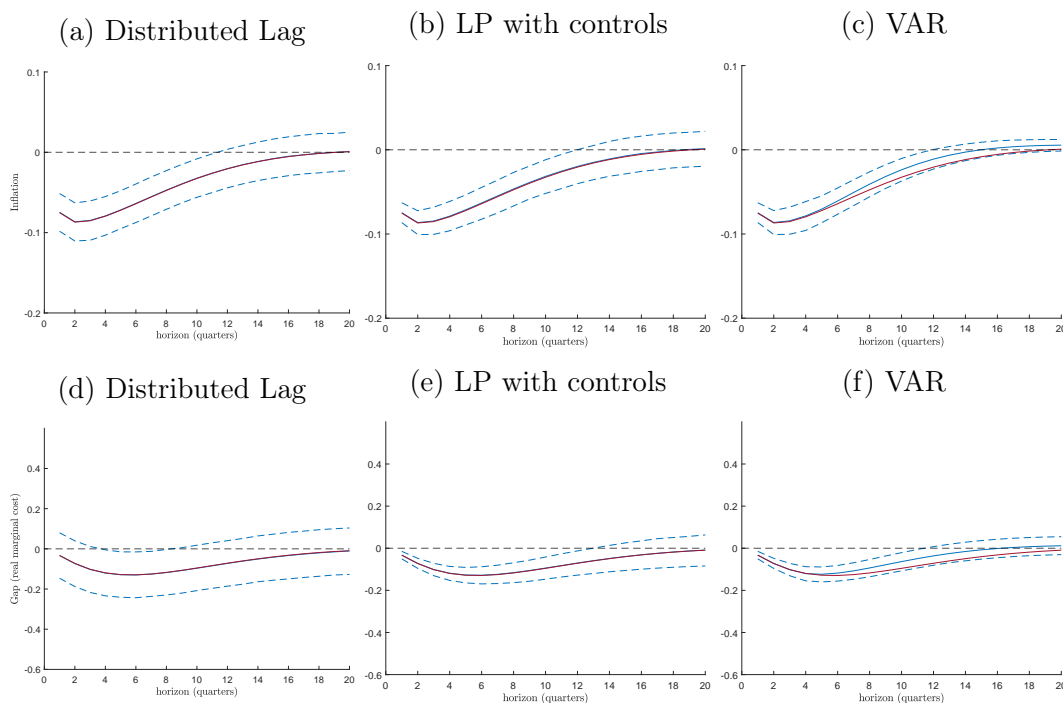 (a) Distributed Lag
(b) LP with controls
(c) VAR
0.1
0
-0.1
-0.2
Inflation
0 2 4 6 8 10 12 14 16 18 20
horizon (quarters)
0.1
0
-0.1
-0.2
0 2 4 6 8 10 12 14 16 18 20
horizon (quarters)
0.1
0
-0.1
-0.2
0 2 4 6 8 10 12 14 16 18 20
horizon (quarters)
(d) Distributed Lag
(e) LP with controls
(f) VAR
0.4
0.2
0
-0.2
-0.4
-0.6
Gap (real marginal cost)
0 2 4 6 8 10 12 14 16 18 20
horizon (quarters)
0.4
0.2
0
-0.2
-0.4
-0.6
0 2 4 6 8 10 12 14 16 18 20
horizon (quarters)
0.4
0.2
0
-0.2
-0.4
-0.6
0 2 4 6 8 10 12 14 16 18 20
horizon (quarters)